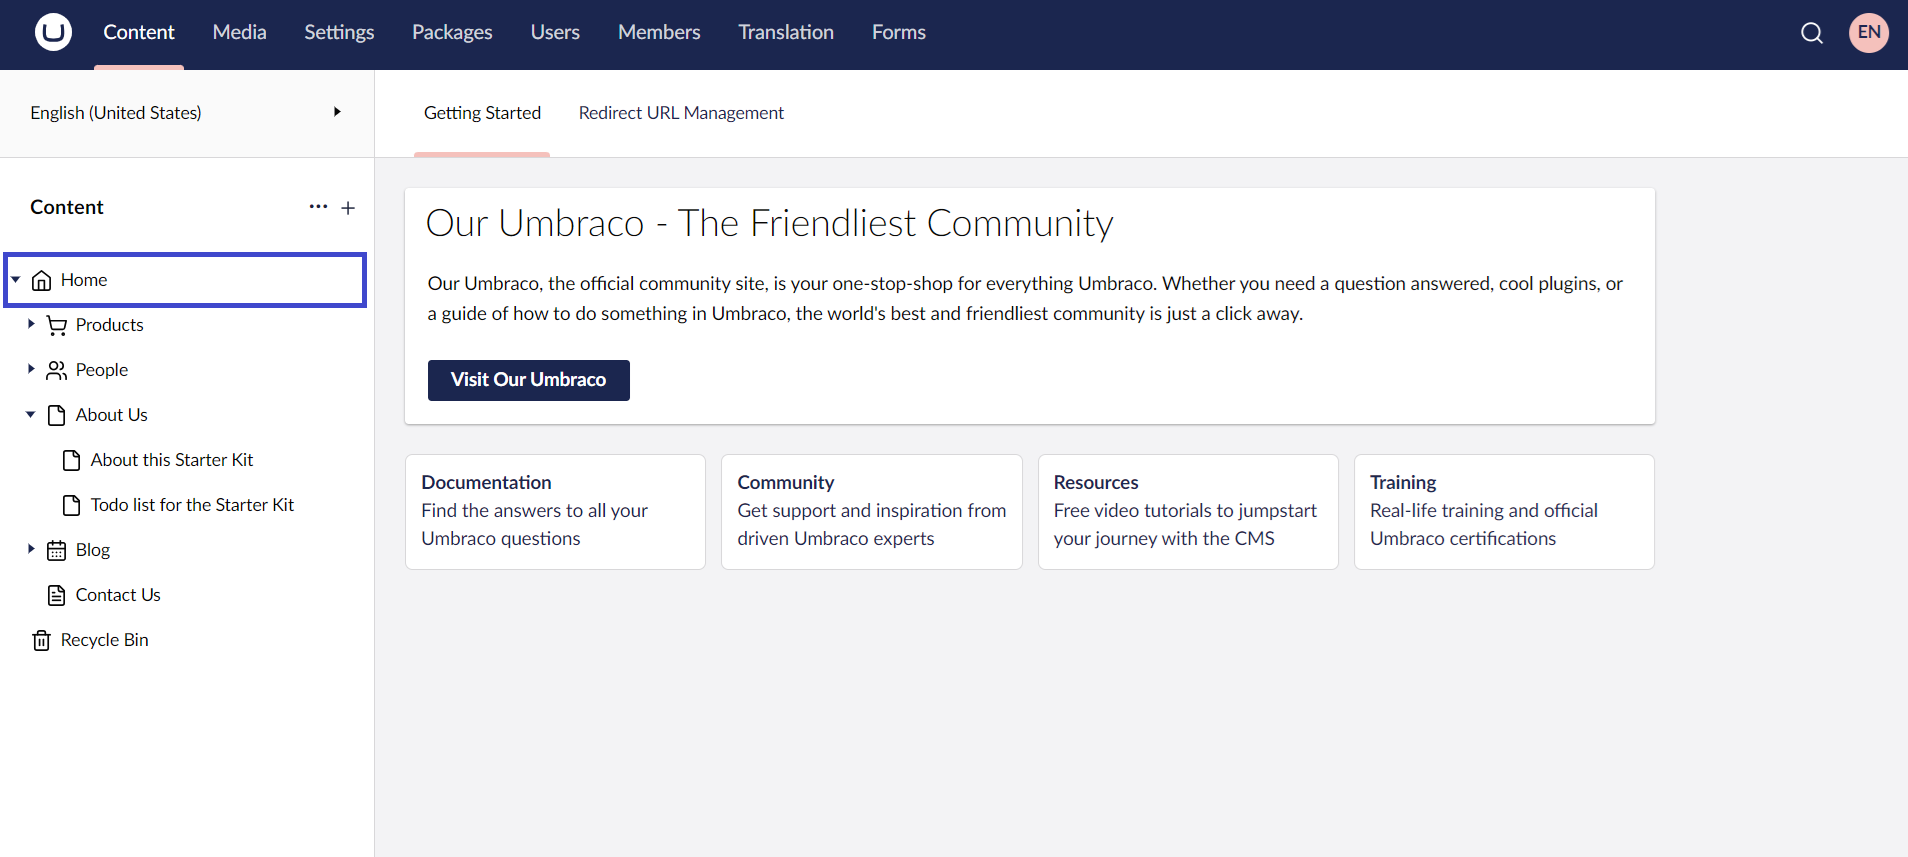 Content Media Settings Packages Users Members Translation Forms EN
English (United States)
Getting Started Redirect URL Management
Content
Home
Products
People
About Us
About this Starter Kit
Todo list for the Starter Kit
Blog
Contact Us
Recycle Bin
Our Umbraco - The Friendliest Community
Our Umbraco, the official community site, is your one-stop-shop for everything Umbraco. Whether you need a question answered, cool plugins, or
a guide of how to do something in Umbraco, the world's best and friendliest community is just a click away.
Visit Our Umbraco
Documentation
Find the answers to all your
Umbraco questions
Community
Get support and inspiration from
driven Umbraco experts
Resources
Free video tutorials to jumpstart
your journey with the CMS
Training
Real-life training and official
Umbraco certifications